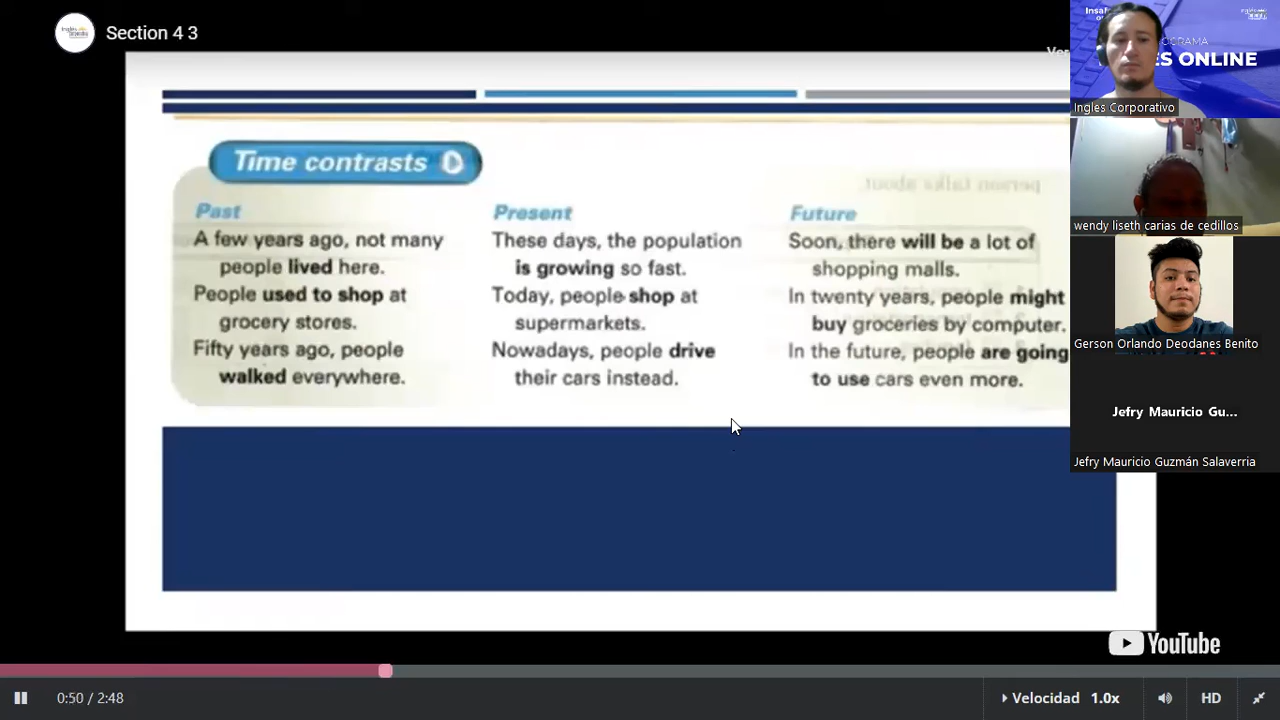 Section 4 3
Time contrasts
Past
A few years ago, not many
people lived here.
People used to shop at
grocery stores.
Fifty years ago, people
walked everywhere.
Present
These days, the population
is growing so fast.
Today, people shop at
supermarkets.
Nowadays, people drive
their cars instead.
Future
Soon, there will be a lot of
shopping malls.
In twenty years, people might
buy groceries by computer.
In the future, people are going
to use cars even more.
person talks about
ES ONLINE
Ingles Corporativo
wendy liseth carias de cedillos
Gerson Orlando Deodanes Benito
Jefry Mauricio Gu...
Jefry Mauricio Guzmán Salaverria
YouTube
0:50 / 2:48
Velocidad 1.0x
HD